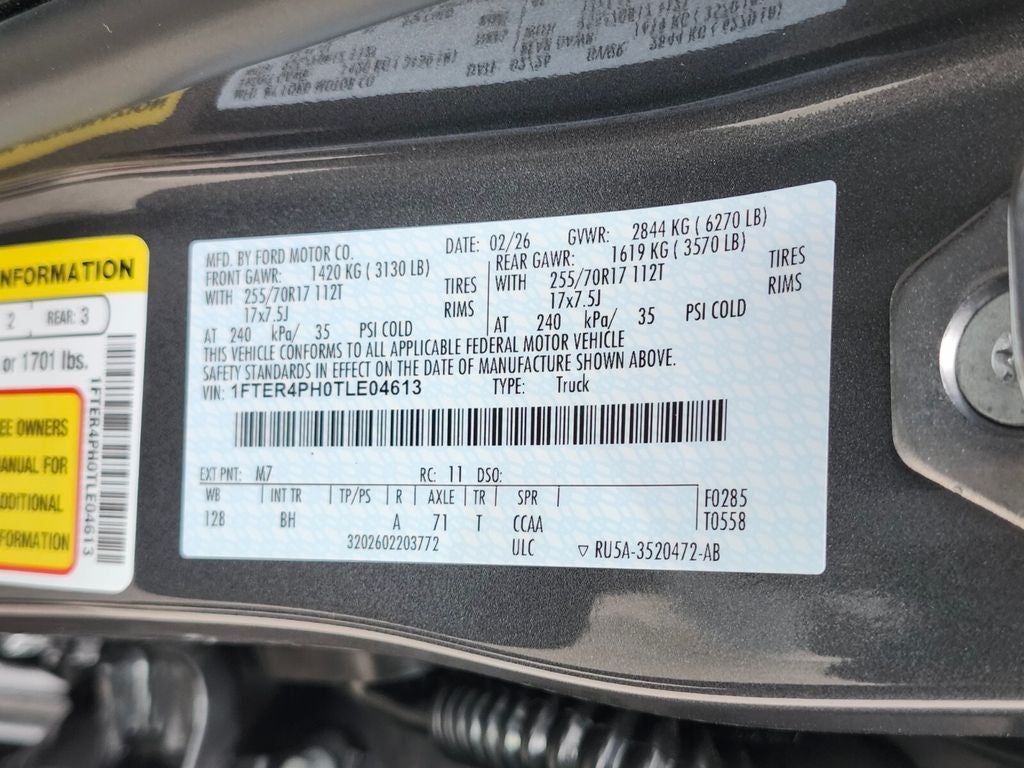 MFD. BY FORD MOTOR CO. DATE: 02/26 GVWR: 2844 KG ( 6270 LB)
FRONT GAWR: 1420 KG ( 3130 LB) REAR GAWR: 1619 KG ( 3570 LB)
WITH 255/70R17 112T TIRES WITH 255/70R17 112T TIRES
17x7.5J RIMS 17x7.5J RIMS
AT 240 kPa/ 35 PSI COLD AT 240 kPa/ 35 PSI COLD
THIS VEHICLE CONFORMS TO ALL APPLICABLE FEDERAL MOTOR VEHICLE
SAFETY STANDARDS IN EFFECT ON THE DATE OF MANUFACTURE SHOWN ABOVE.
VIN: 1FTER4PH0TLE04613 TYPE: Truck
EXT PNT: M7 RC: 11 DSO:
WB INT TR TP/PS R AXLE TR SPR F0285
128 BH A 71 T CCAA T0558
3202602203772 ULC RU5A-3520472-AB
INFORMATION
2 REAR: 3
or 1701 lbs.
OWNERS
FOR
1FTER4PH0TLE04613